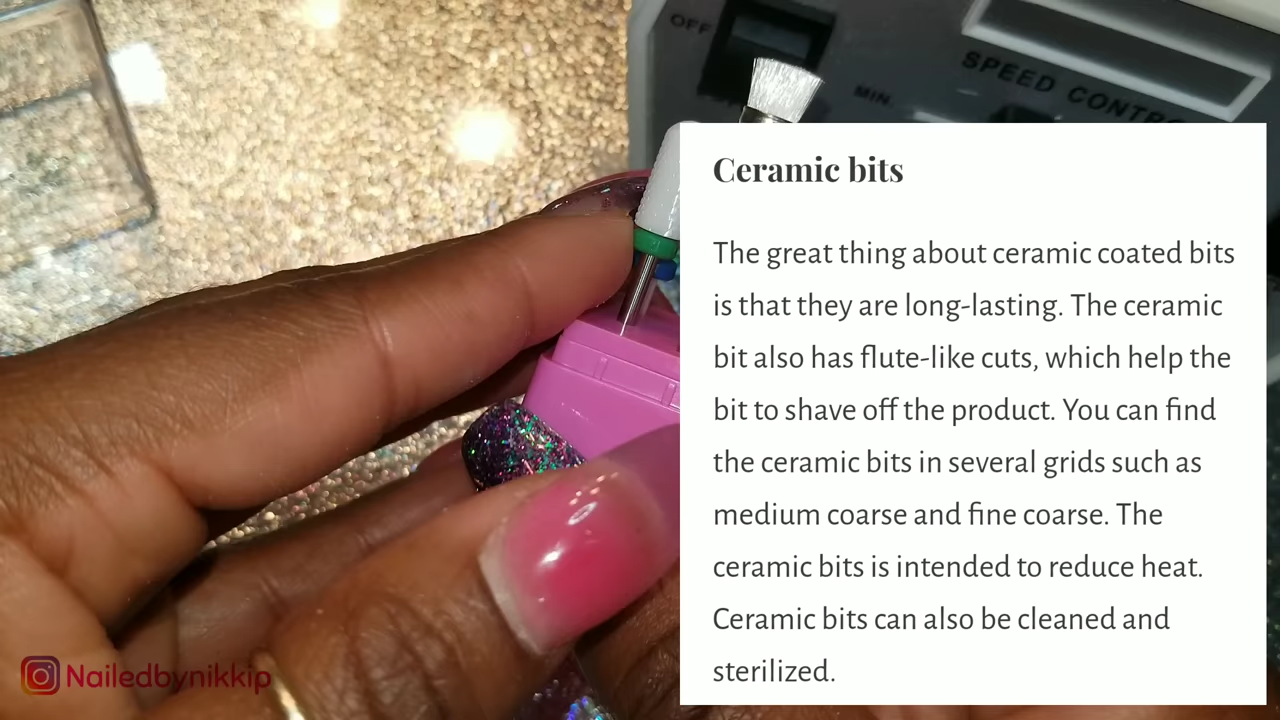 OFF
SPEED CONTRO
MIN
Ceramic bits
The great thing about ceramic coated bits
is that they are long-lasting. The ceramic
bit also has flute-like cuts, which help the
bit to shave off the product. You can find
the ceramic bits in several grids such as
medium coarse and fine coarse. The
ceramic bits is intended to reduce heat.
Ceramic bits can also be cleaned and
sterilized.
Nailedbynikkip